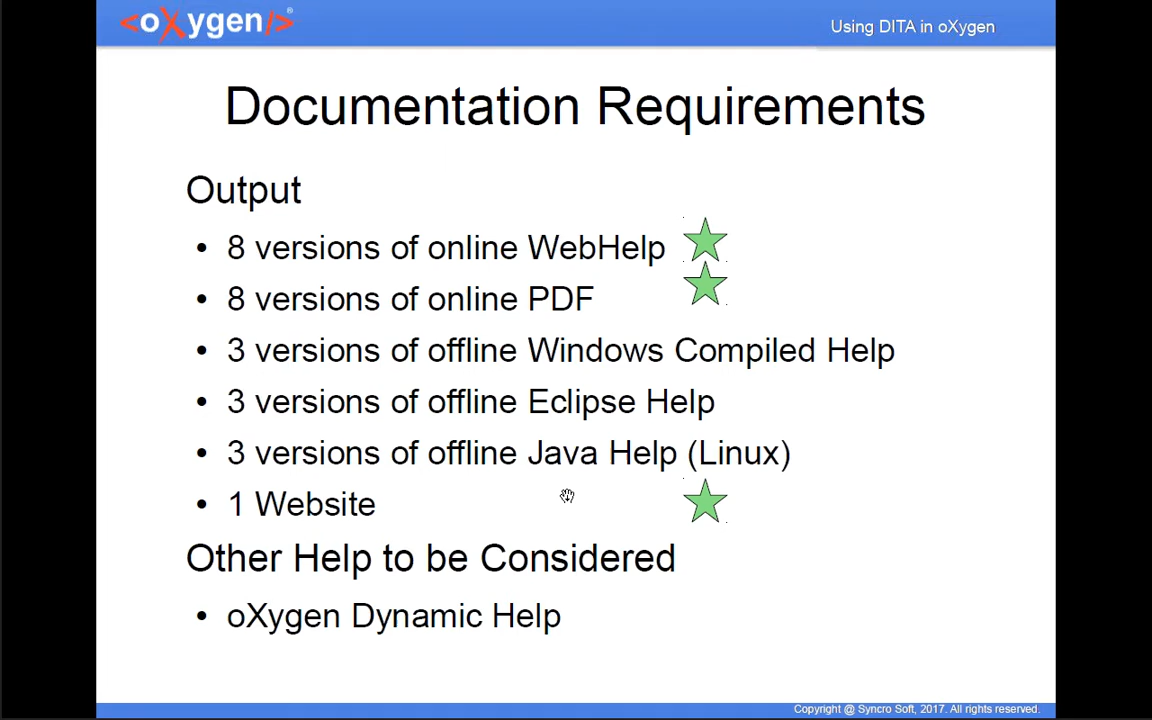 <oXygen/>®
Using DITA in oXygen
Documentation Requirements
Output
• 8 versions of online WebHelp
• 8 versions of online PDF
• 3 versions of offline Windows Compiled Help
• 3 versions of offline Eclipse Help
• 3 versions of offline Java Help (Linux)
• 1 Website
Other Help to be Considered
• oXygen Dynamic Help
Copyright @ Syncro Soft, 2017. All rights reserved.